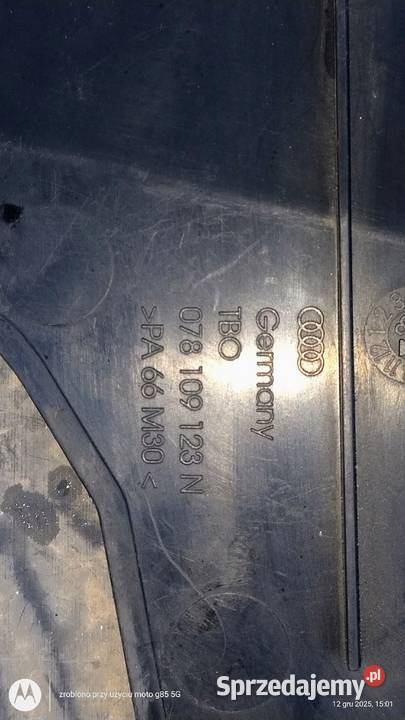 Germany
TBO
078 109 123 N
>PA 66 M30<
zrobiono przy użyciu moto g85 5G
Sprzedajemy.pl
12 gru 2025, 15:01